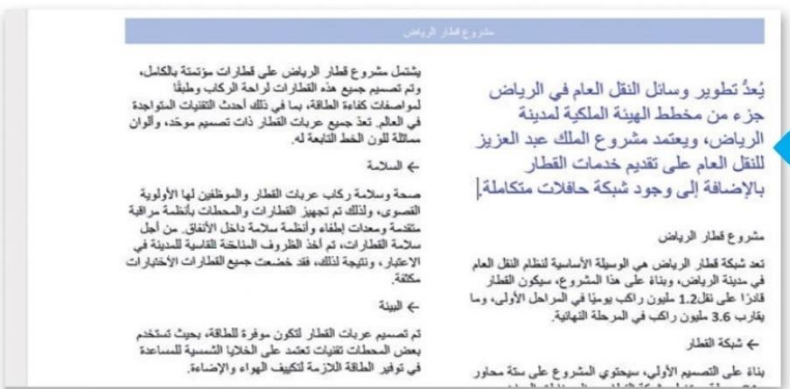 مشروع قطار الرياض
يُعدُّ تطوير وسائل النقل العام في الرياض
جزء من مخطط الهيئة الملكية لمدينة
الرياض، ويعتمد مشروع الملك عبد العزيز
للنقل العام على تقديم خدمات القطار
بالإضافة إلى وجود شبكة حافلات متكاملة.
مشروع قطار الرياض
تعد شبكة قطار الرياض هي الوسيلة الأساسية لنظام النقل العام
في مدينة الرياض، وبناءً على هذا المشروع، سيكون القطار
قادرًا على نقل1.2 مليون راكب يوميًا في المراحل الأولى، وما
يقارب 3.6 مليون راكب في المرحلة النهائية.
← شبكة القطار
بناءً على التصميم الأولي، سيحتوي المشروع على ستة محاور
يشتمل مشروع قطار الرياض على قطارات مؤتمتة بالكامل،
وتم تصميم جميع هذه القطارات لراحة الركاب وطبقًا
لمواصفات كفاءة الطاقة، بما في ذلك أحدث التقنيات المتواجدة
في العالم. تعدّ جميع عربات القطار ذات تصميم موحّد، وألوان
مماثلة للون الخط التابعة له.
← السلامة
صحة وسلامة ركاب عربات القطار والموظفين لها الأولوية
القصوى، ولذلك تم تجهيز القطارات والمحطات بأنظمة مراقبة
متقدمة ومعدات إطفاء وأنظمة سلامة داخل الأنفاق. من أجل
سلامة القطارات، تم أخذ الظروف المناخية القاسية للمدينة في
الاعتبار، ونتيجة لذلك، فقد خضعت جميع القطارات لأختبارات
مكثفة.
← البيئة
تم تصميم عربات القطار لتكون موفرة للطاقة، بحيث تستخدم
بعض المحطات تقنيات تعتمد على الخلايا الشمسية للمساعدة
في توفير الطاقة اللازمة لتكييف الهواء والإضاءة.